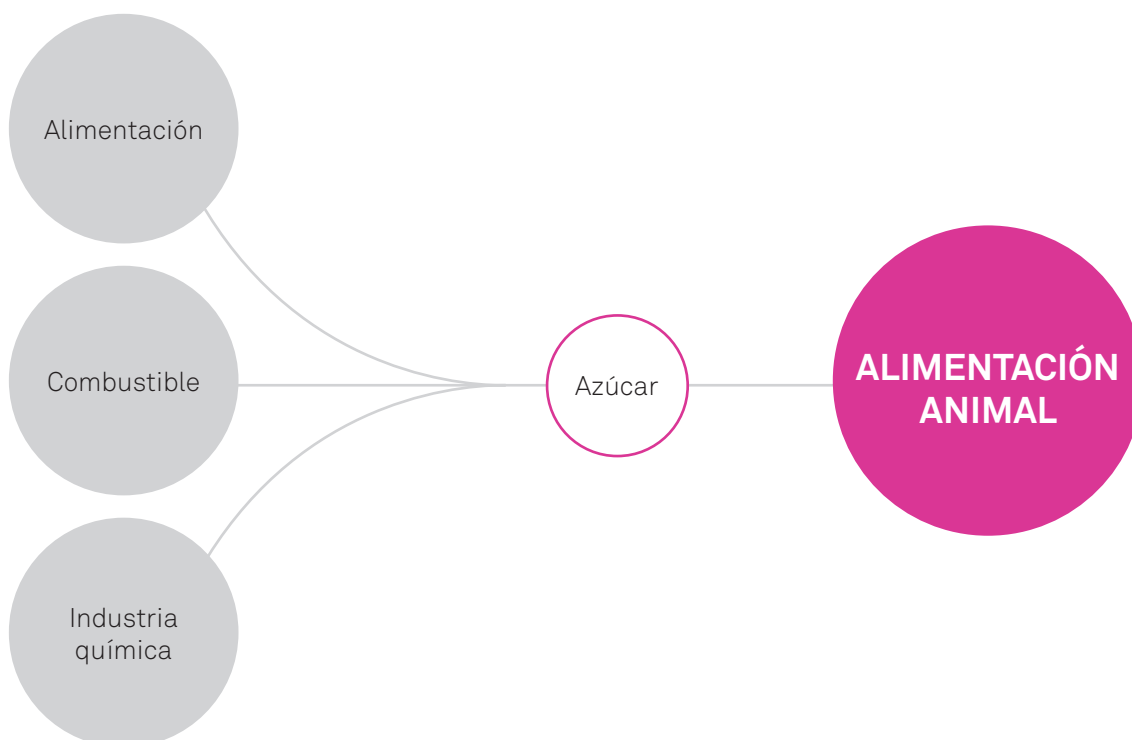 Alimentación
Combustible
Industria
química
Azúcar
ALIMENTACIÓN
ANIMAL